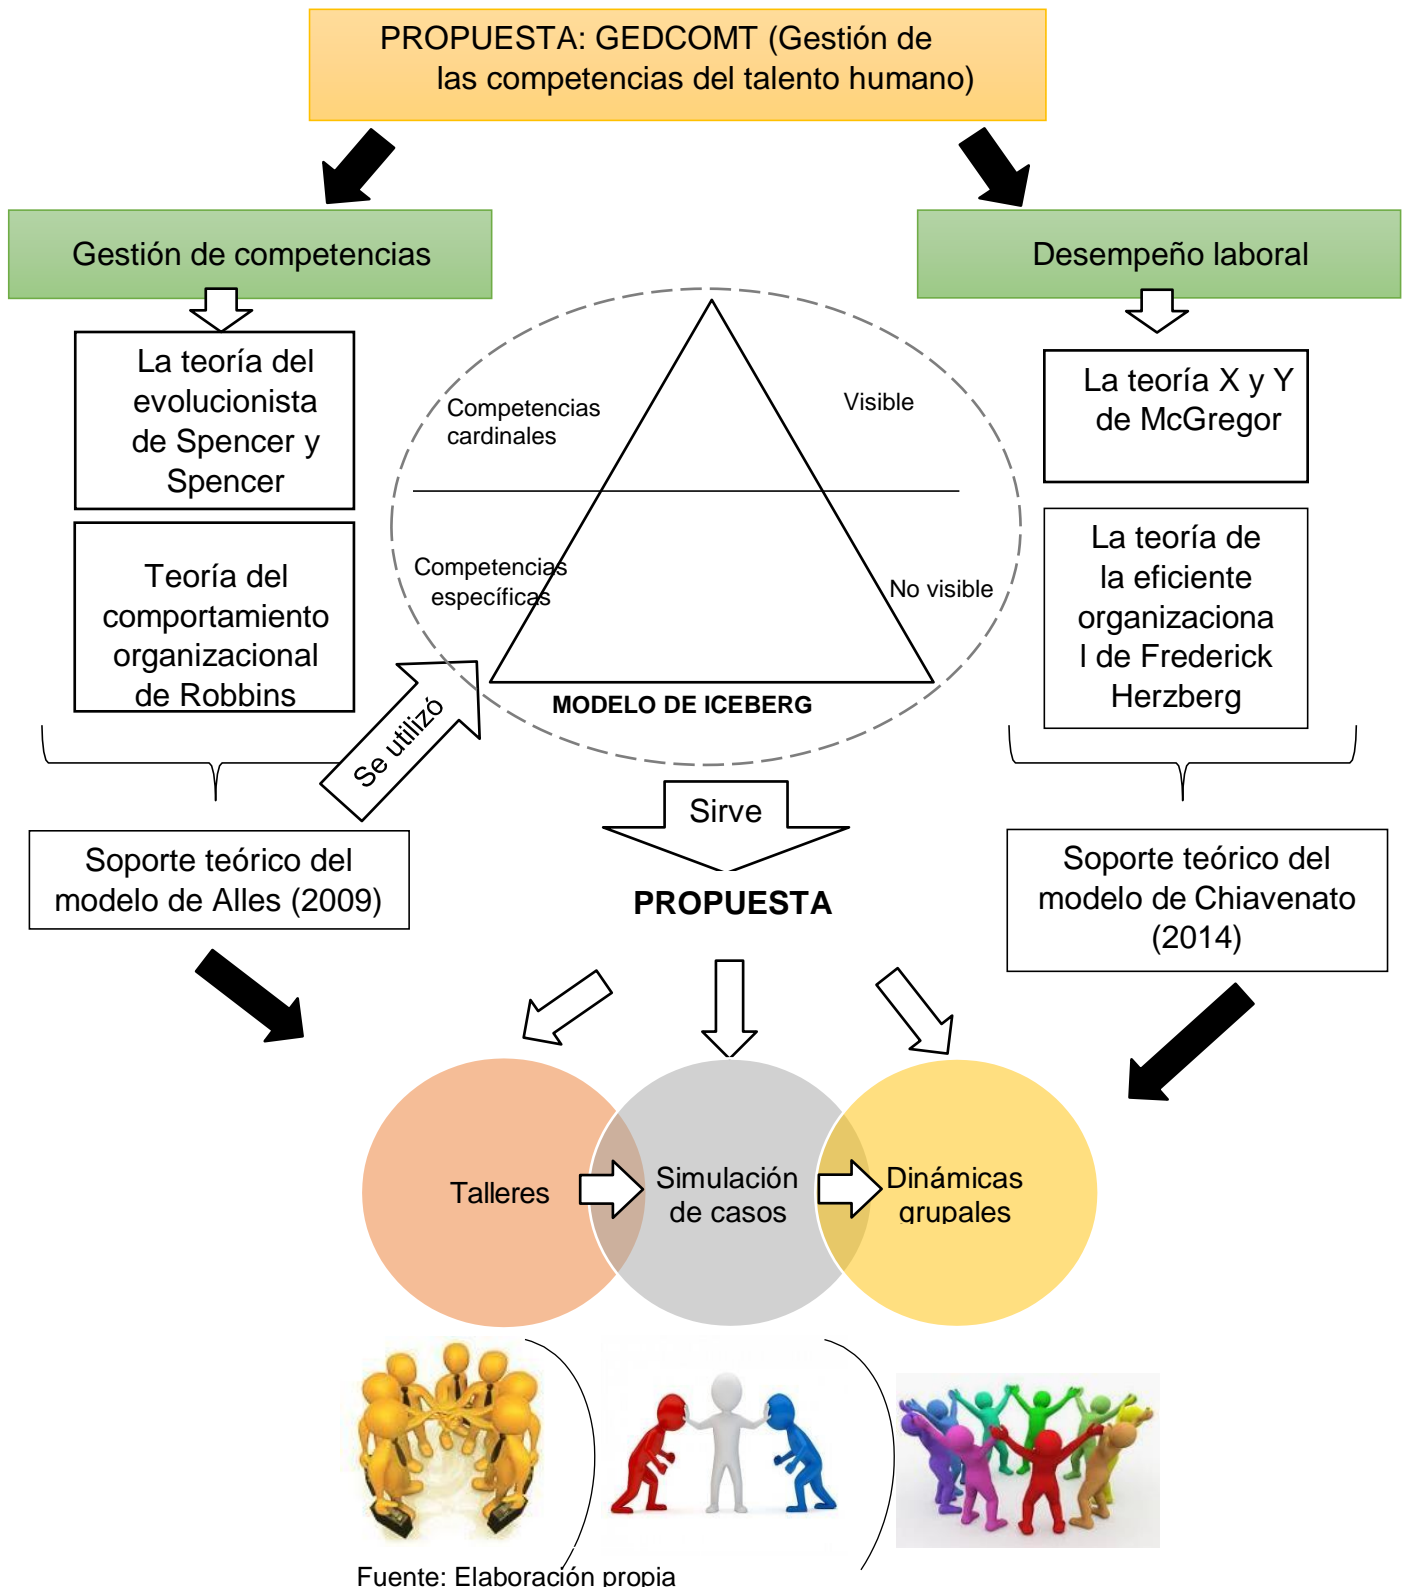 PROPUESTA: GEDCOMT (Gestión de
las competencias del talento humano)
Gestión de competencias
Desempeño laboral
La teoría del
evolucionista
de Spencer y
Spencer
Teoría del
comportamiento
organizacional
de Robbins
Competencias
cardinales
Visible
Competencias
específicas
No visible
MODELO DE ICEBERG
La teoría X y Y
de McGregor
La teoría de
la eficiente
organizaciona
l de Frederick
Herzberg
Se utilizó
Sirve
PROPUESTA
Soporte teórico del
modelo de Alles (2009)
Soporte teórico del
modelo de Chiavenato
(2014)
Talleres
Simulación
de casos
Dinámicas
grupales
Fuente: Elaboración propia